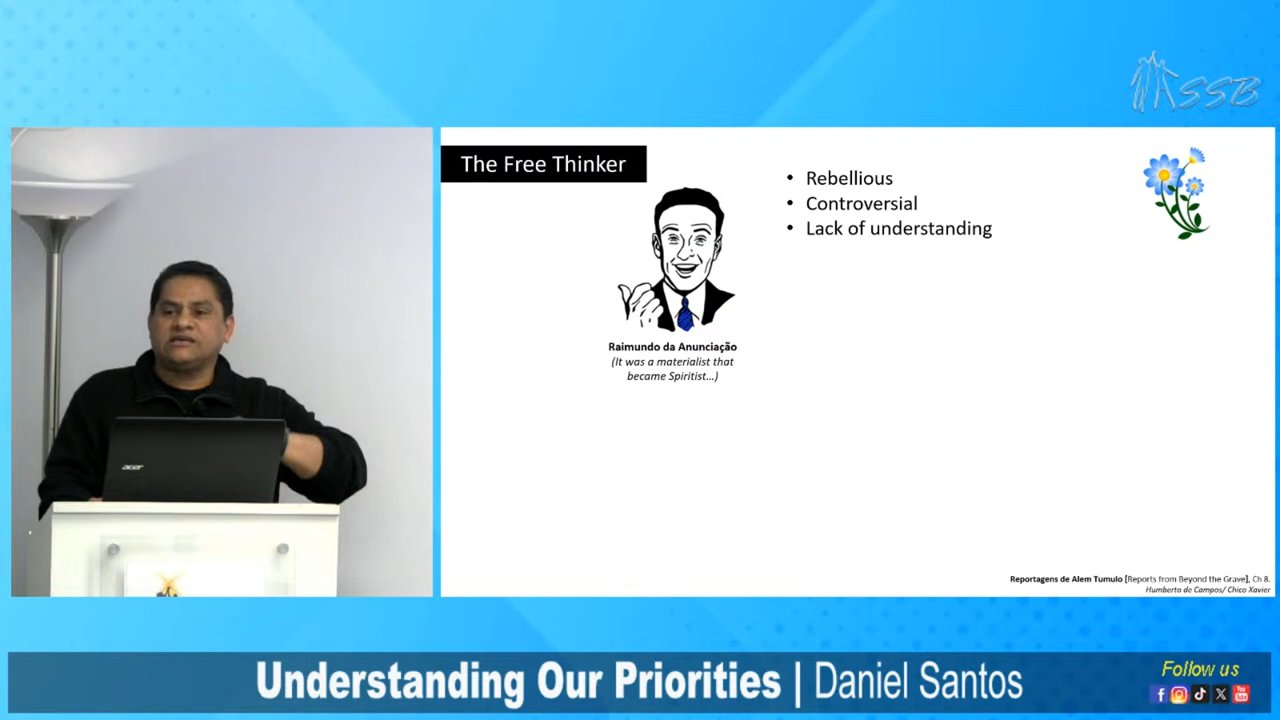 SSB
The Free Thinker
• Rebellious
• Controversial
• Lack of understanding
Raimundo da Anunciação
(It was a materialist that
became Spiritist...)
acer
Reportagens de Alem Tumulo [Reports from Beyond the Grave], Ch 8.
Humberto de Campos/ Chico Xavier
Understanding Our Priorities | Daniel Santos
Follow us